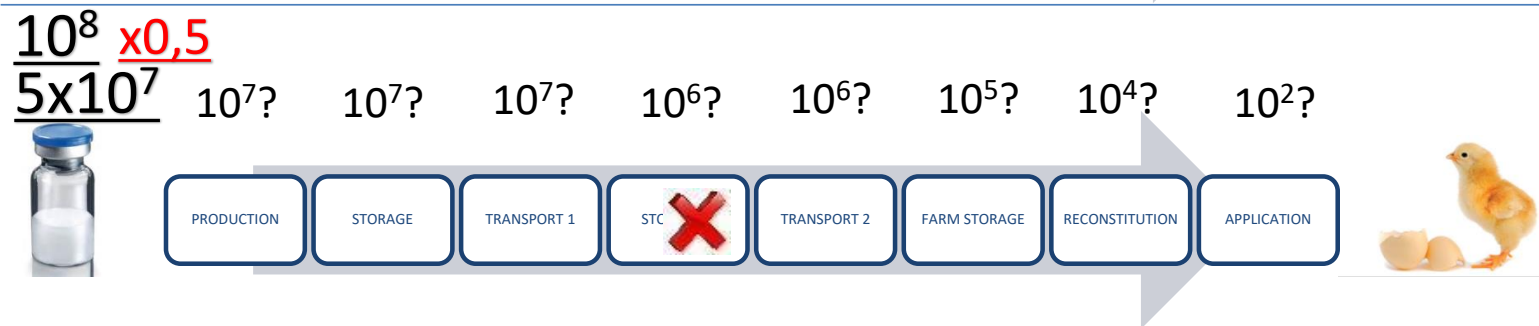 10⁸ x0,5
5x10⁷
10⁷? 10⁷? 10⁷? 10⁶? 10⁶? 10⁵? 10⁴? 10²?
PRODUCTION
STORAGE
TRANSPORT 1
TRANSPORT 2
FARM STORAGE
RECONSTITUTION
APPLICATION